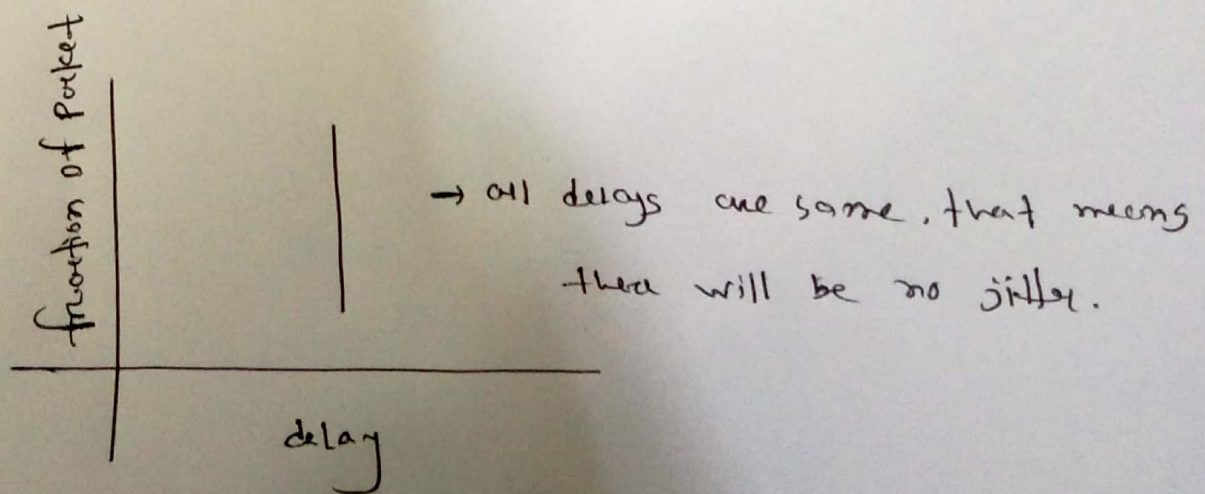 fraction of Packet
→ all delays are same, that means
there will be no jitter.
delay